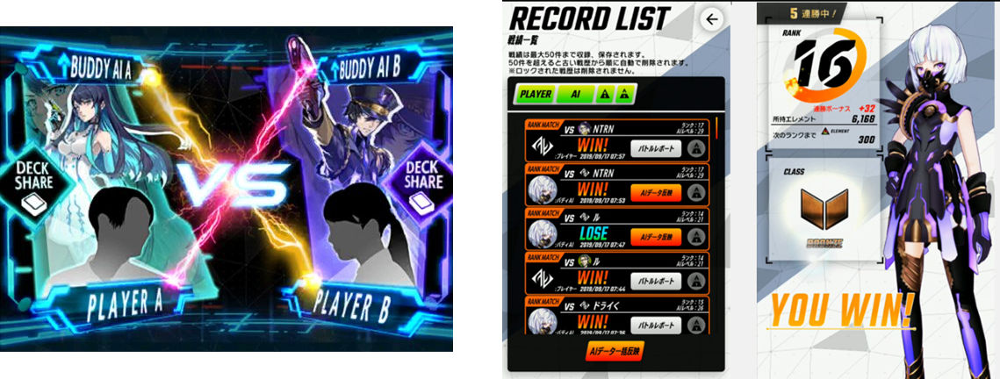 BUDDY AI A
BUDDY AI B
DECK
SHARE
VS
DECK
SHARE
PLAYER A
PLAYER B
RECORD LIST
戦績一覧
戦績は最大50件まで収録、保存されます。
50件を超えると古い戦歴から順に自動で削除されます。
※ロックされた戦歴は削除されません。
PLAYER
AI
RANK MATCH
VS NTRN
ランク:17
AIレベル:29
WIN!
バトルレポート
:プレイヤー 2019/09/17 07:57
RANK MATCH
VS NTRN
ランク:17
AIレベル:29
WIN!
AIデータ反映
:バディAI 2019/09/17 07:53
RANK MATCH
VS ル
ランク:14
AIレベル:21
LOSE
AIデータ反映
:バディAI 2019/09/17 07:47
RANK MATCH
VS ル
ランク:14
AIレベル:21
WIN!
バトルレポート
:プレイヤー 2019/09/17 07:44
RANK MATCH
VS ドライく
ランク:15
AIレベル:26
WIN!
バトルレポート
:バディAI 2019/09/17 07:36
AIデータ一括反映
5 連勝中!
RANK
16
連勝ボーナス +32
所持エレメント 6,168
ELEMENT
次のランクまで 300
CLASS
BRONZE
YOU WIN!